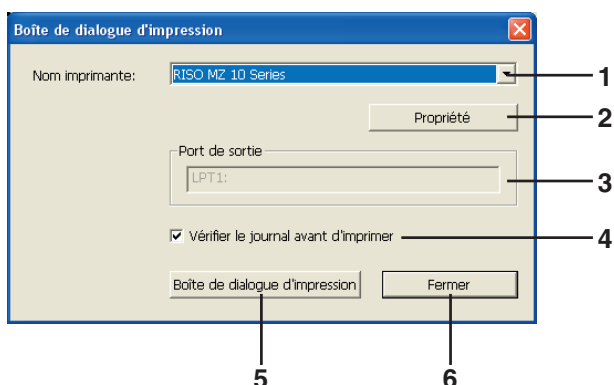 Boîte de dialogue d'impression
Nom imprimante: RISO MZ 10 Series 1
Propriété 2
Port de sortie
LPT1: 3
Vérifier le journal avant d'imprimer 4
Boîte de dialogue d'impression Fermer
5 6